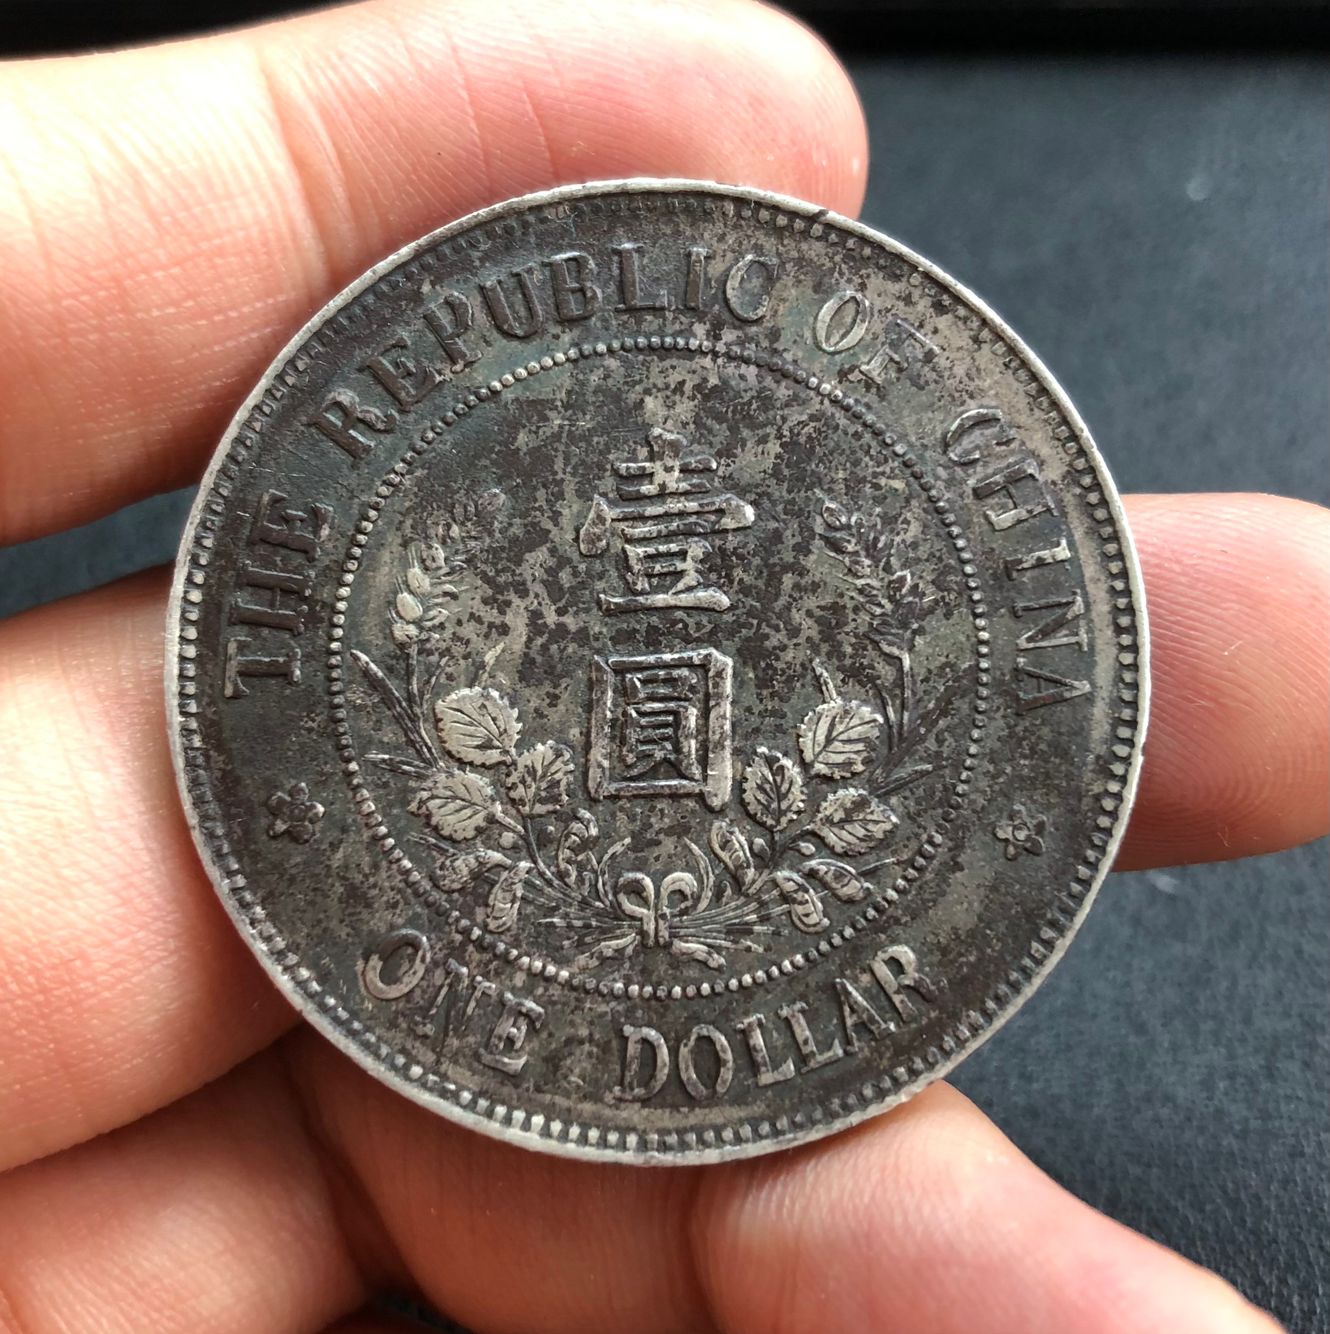 THE REPUBLIC OF CHINA
壹
圓
ONE DOLLAR